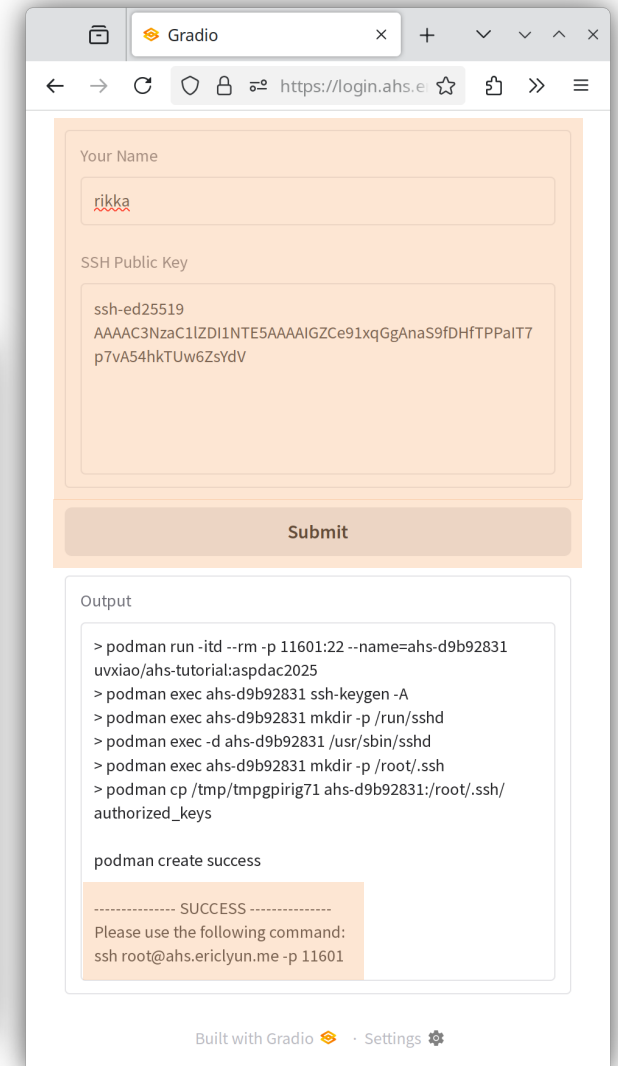 Gradio
https://login.ahs.e
Your Name
rikka
SSH Public Key
ssh-ed25519
AAAAC3NzaC1lZDI1NTE5AAAAIGZCe91xqGgAnaS9fDHfTPPaIT7
p7vA54hkTUw6ZsYdV
Submit
Output
> podman run -itd --rm -p 11601:22 --name=ahs-d9b92831
uvxiao/ahs-tutorial:aspdac2025
> podman exec ahs-d9b92831 ssh-keygen -A
> podman exec ahs-d9b92831 mkdir -p /run/sshd
> podman exec -d ahs-d9b92831 /usr/sbin/sshd
> podman exec ahs-d9b92831 mkdir -p /root/.ssh
> podman cp /tmp/tmpgpirig71 ahs-d9b92831:/root/.ssh/
authorized_keys
podman create success
--------------- SUCCESS ---------------
Please use the following command:
ssh root@ahs.ericlyun.me -p 11601
Built with Gradio · Settings